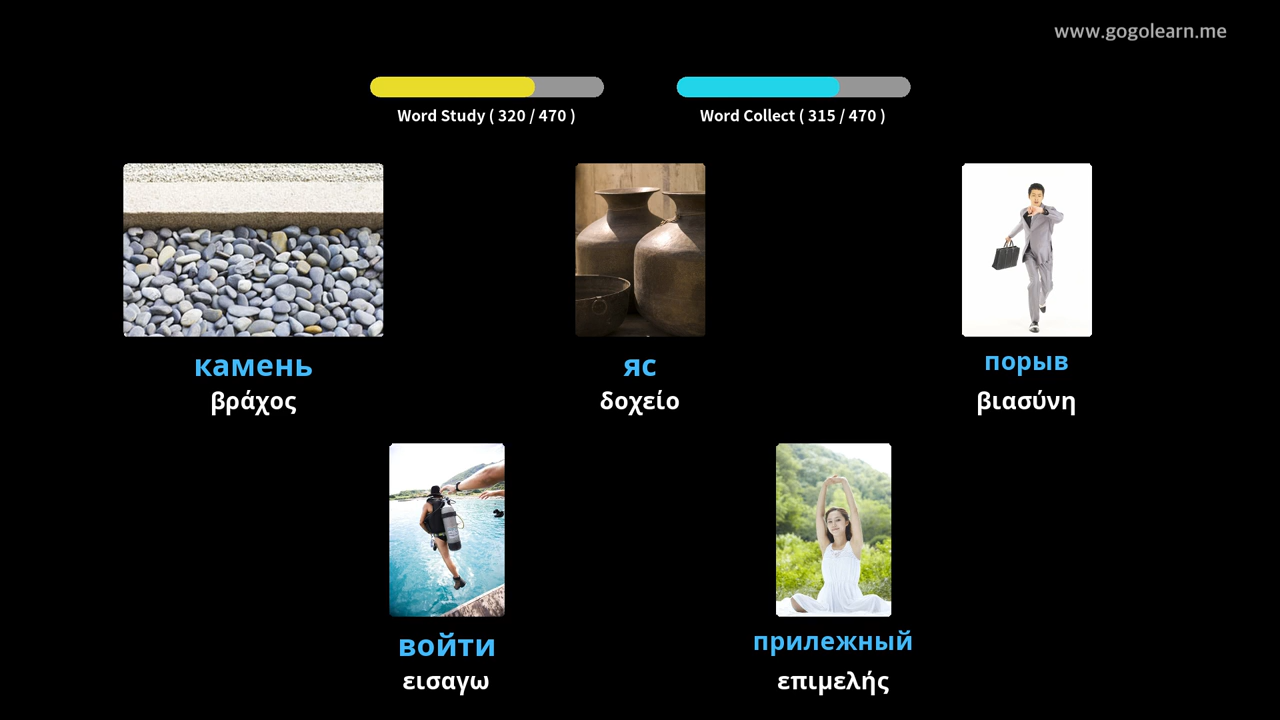 www.gogolearn.me
Word Study ( 320 / 470 )
Word Collect ( 315 / 470 )
камень
βράχος
яс
δοχείο
порыв
βιασύνη
войти
εισαγω
прилежный
επιμελής